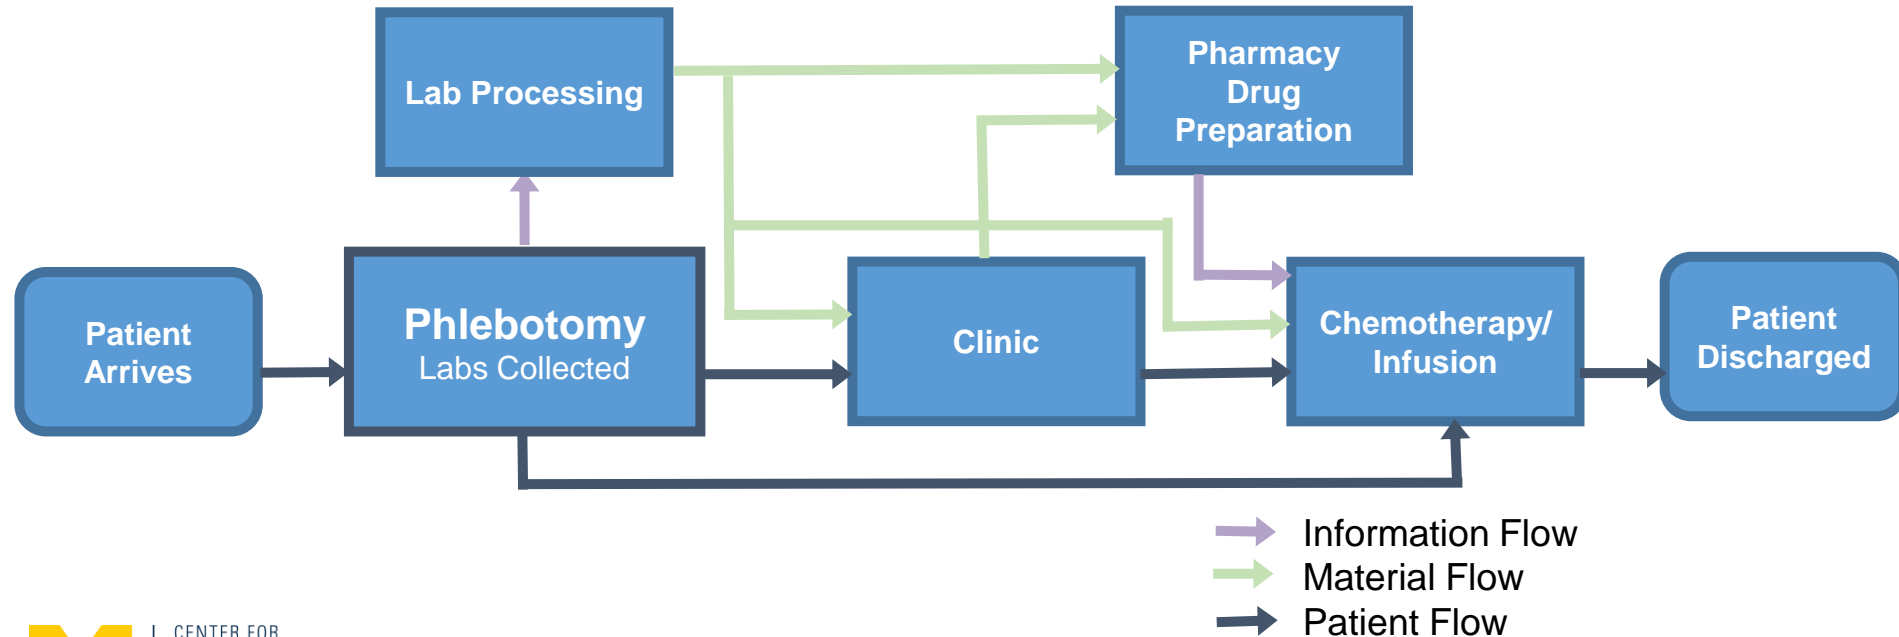 Lab Processing
Pharmacy
Drug
Preparation
Patient
Arrives
Phlebotomy
Labs Collected
Clinic
Chemotherapy/
Infusion
Patient
Discharged
Information Flow
Material Flow
Patient Flow
CENTER FOR